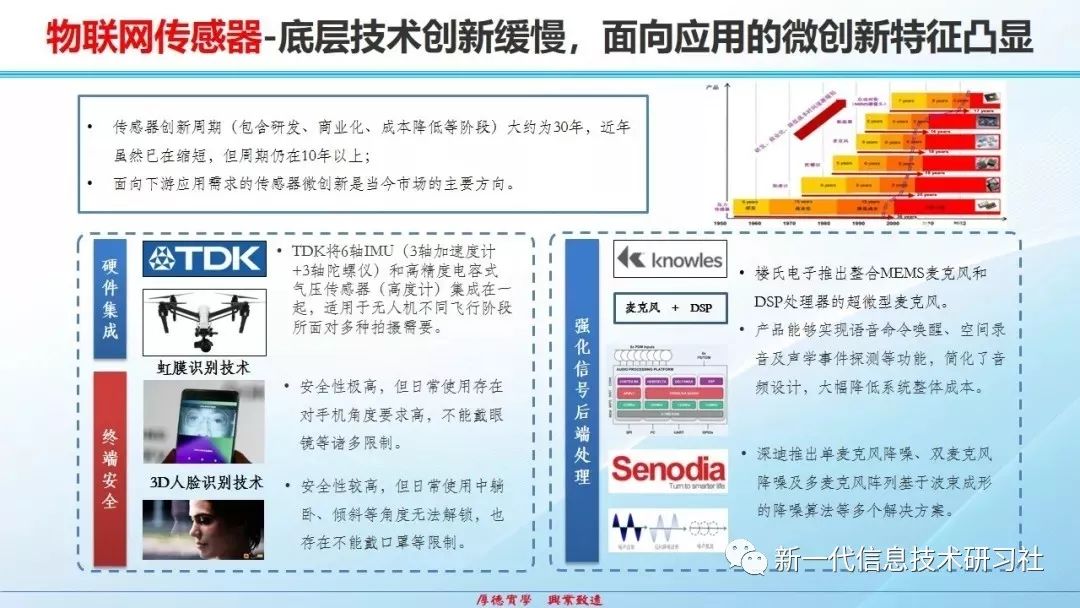 物联网传感器-底层技术创新缓慢，面向应用的微创新特征凸显
• 传感器创新周期（包含研发、商业化、成本降低等阶段）大约为30年，近年
虽然已在缩短，但周期仍在10年以上；
• 面向下游应用需求的传感器微创新是当今市场的主要方向。
产品
麦克风
陀螺仪
加速度计
压力
传感器
1950 1960 1970 1980 1990 2000
硬件集成
TDK
• TDK将6轴IMU（3轴加速度计
+3轴陀螺仪）和高精度电容式
气压传感器（高度计）集成在一
起，适用于无人机不同飞行阶段
所面对多种拍摄需要。
终端安全
虹膜识别技术
• 安全性极高，但日常使用存在
对手机角度要求高，不能戴眼
镜等诸多限制。
3D人脸识别技术
• 安全性较高，但日常使用中躺
卧、倾斜等角度无法解锁，也
存在不能戴口罩等限制。
强化信号后端处理
knowles
麦克风 + DSP
• 楼氏电子推出整合MEMS麦克风和
DSP处理器的超微型麦克风。
• 产品能够实现语音命令唤醒、空间录
音及声学事件探测等功能，简化了音
频设计，大幅降低系统整体成本。
AUDIO PROCESSING PLATFORM
Senodia
Turn to smarter life
• 深迪推出单麦克风降噪、双麦克风
降噪及多麦克风阵列基于波束成形
的降噪算法等多个解决方案。
新一代信息技术研习社
厚德实学 兴业致远